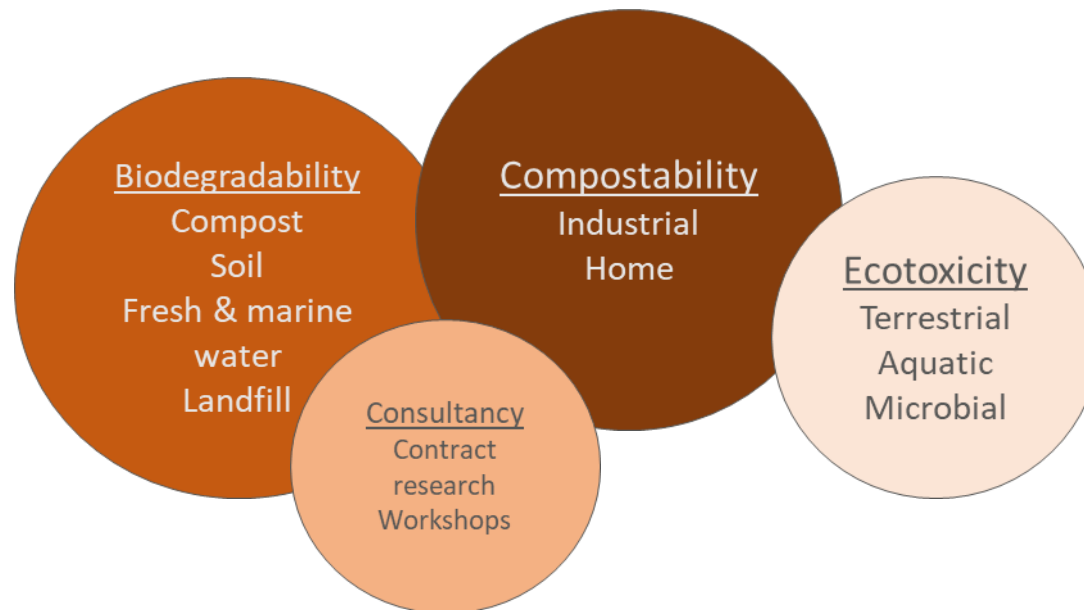 Biodegradability
Compost
Soil
Fresh & marine
water
Landfill
Compostability
Industrial
Home
Ecotoxicity
Terrestrial
Aquatic
Microbial
Consultancy
Contract
research
Workshops